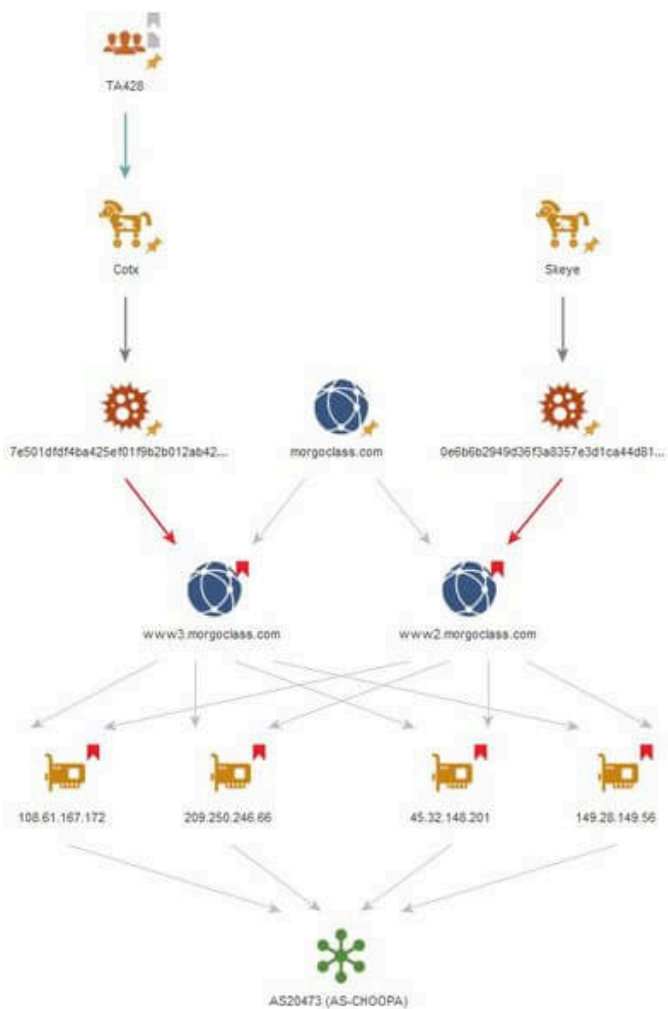 TA428
Cotx
Skeye
7e501dfdf4ba425ef01f9b2b012ab42...
morgoclass.com
0e6b6b2949d36f3a8357e3d1ca44d81...
www3.morgoclass.com
www2.morgoclass.com
108.61.167.172
209.250.246.66
45.32.148.201
149.28.149.56
AS20473 (AS-CHOOPA)